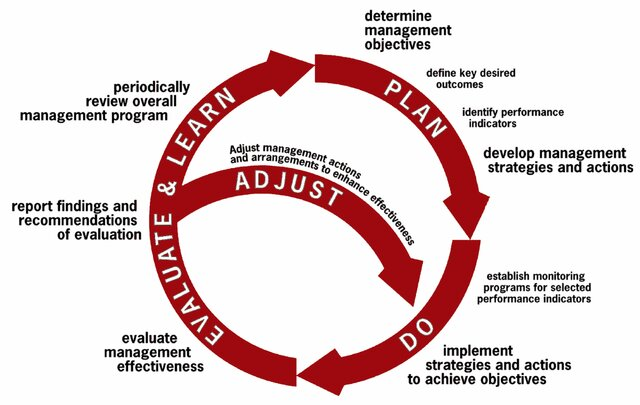 determine
management
objectives
define key desired
outcomes
identify performance
indicators
develop management
strategies and actions
PLAN
establish monitoring
programs for selected
performance indicators
DO
implement
strategies and actions
to achieve objectives
evaluate
management
effectiveness
report findings and
recommendations
of evaluation
periodically
review overall
management program
EVALUATE & LEARN
Adjust management actions
and arrangements to enhance effectiveness
ADJUST